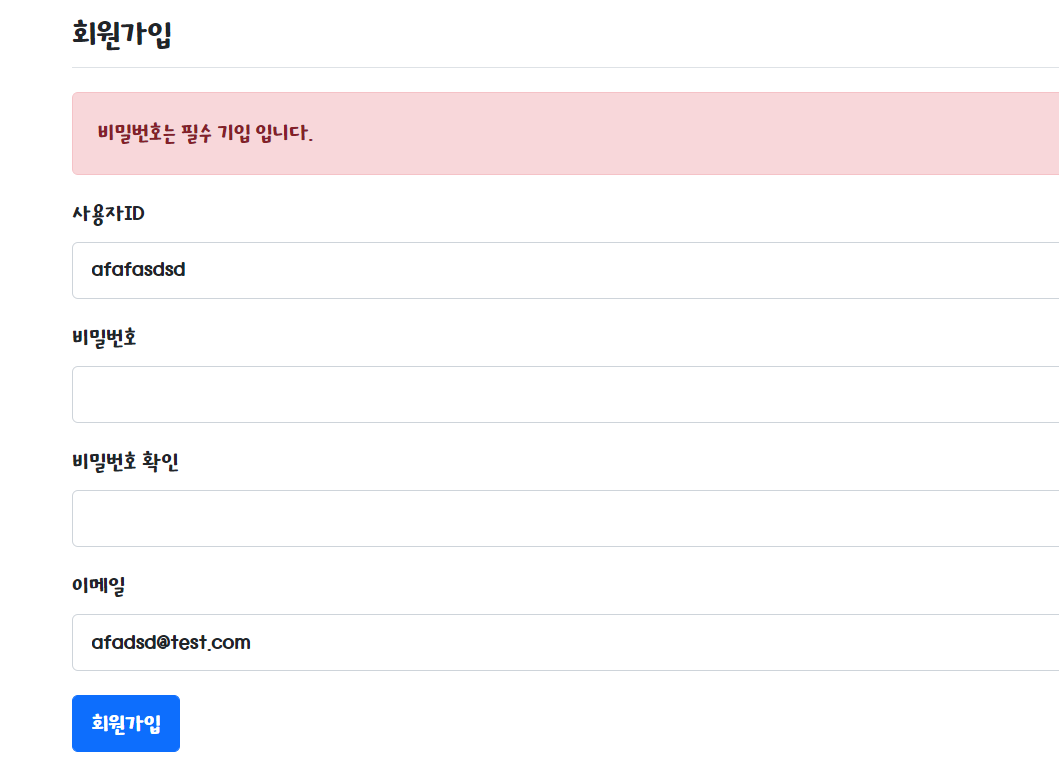 회원가입
비밀번호는 필수 기입 입니다.
사용자ID
afafasdsd
비밀번호
비밀번호 확인
이메일
afadsd@test.com
회원가입